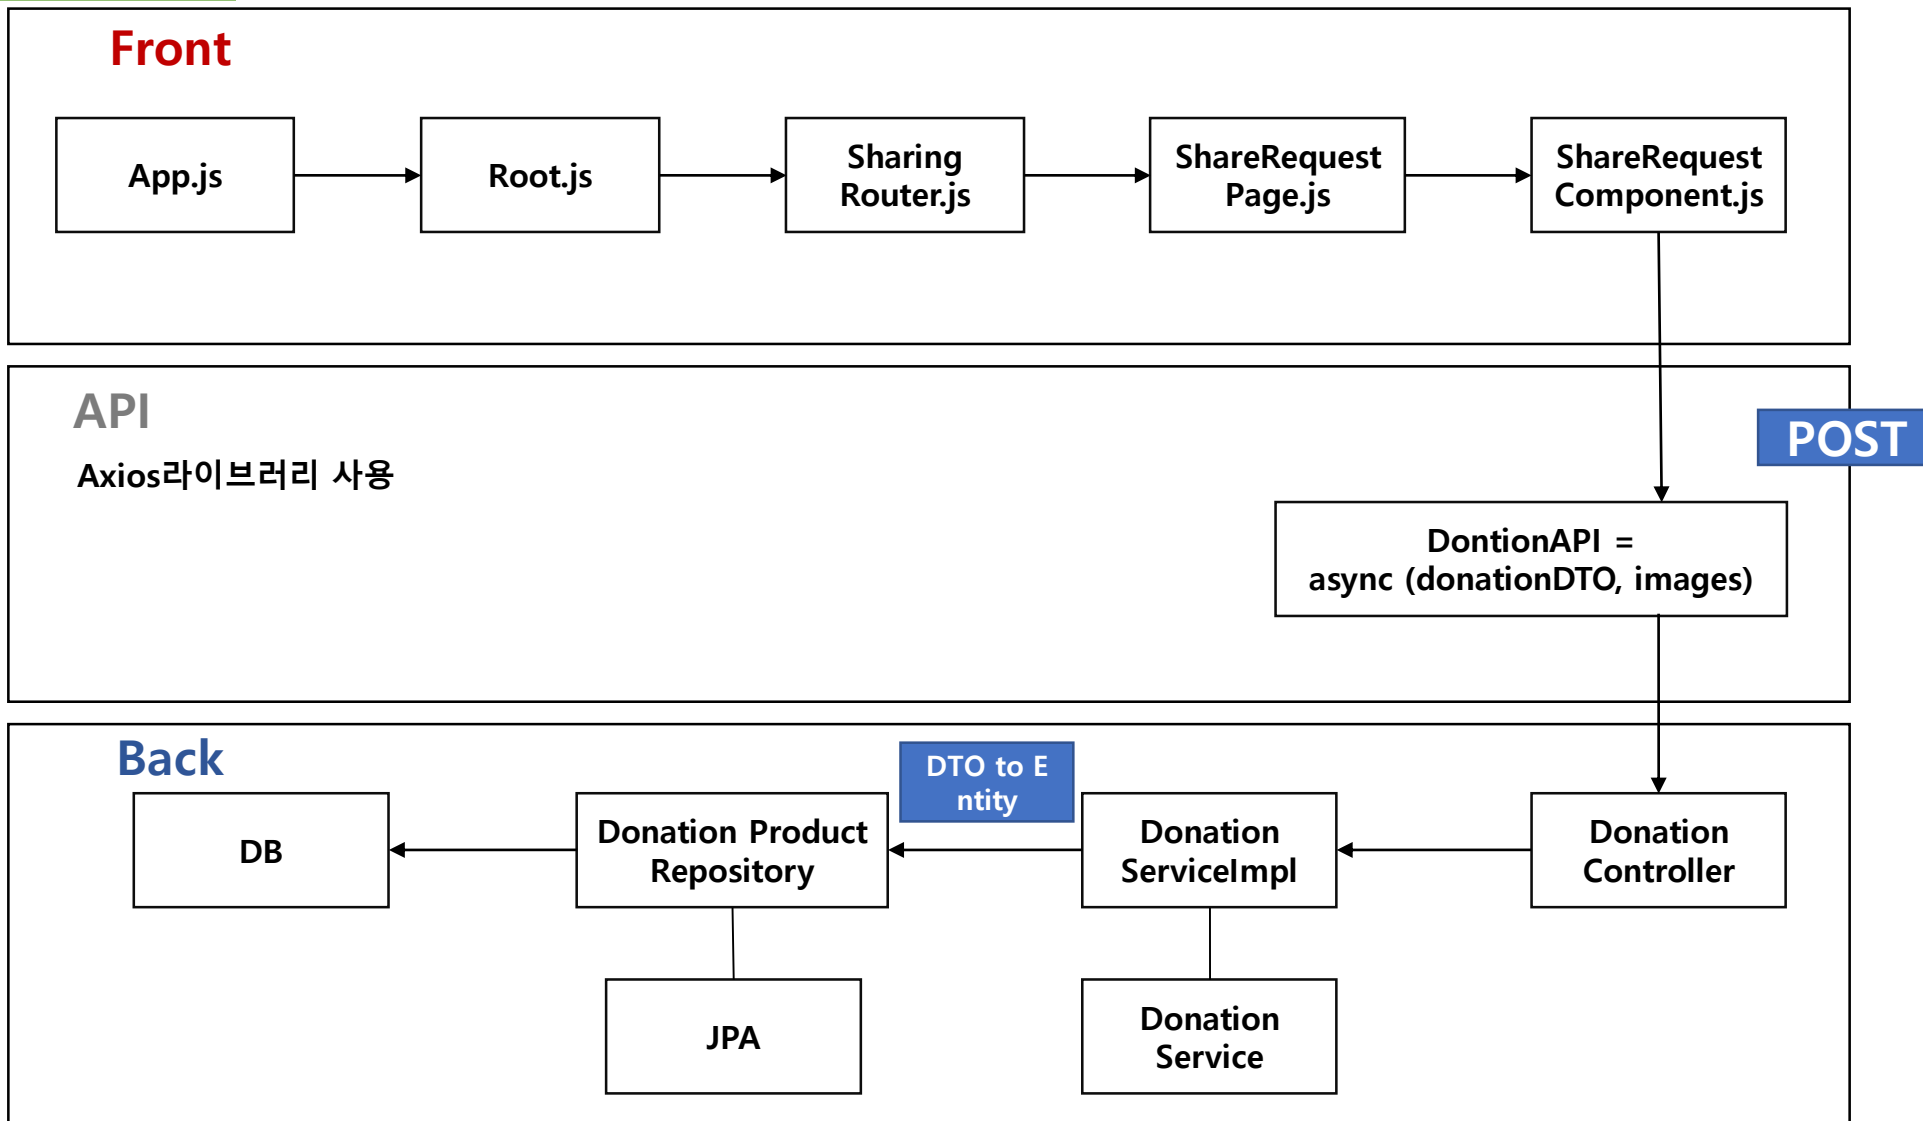 Front
App.js
Root.js
Sharing
Router.js
ShareRequest
Page.js
ShareRequest
Component.js
API
Axios라이브러리 사용
POST
DontionAPI =
async (donationDTO, images)
Back
DTO to E
ntity
DB
Donation Product
Repository
Donation
ServiceImpl
Donation
Controller
JPA
Donation
Service